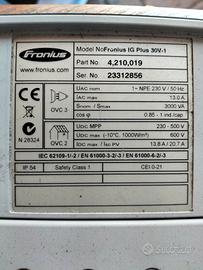 Fronius
www.fronius.com
Model No Fronius IG Plus 30V-1
Part No. 4,210,019
Ser. No. 23312856
N 28324
OVC 3
UAC nom 1~ NPE 230 V / 50 Hz
IAC max 13.0 A
Snom / Smax 3000 VA
cos φ 0.85 - 1 ind./cap
OVC 2
UDC MPP 230 - 500 V
UDC max (-10°C, 1000W/m²) 600 V
IDC max / ISC PV 13.8 A / 20.7 A
IEC 62109-1/-2 / EN 61000-3-2/-3 / EN 61000-6-2/-3
IP 54 Safety Class 1 CEI 0-21
subito